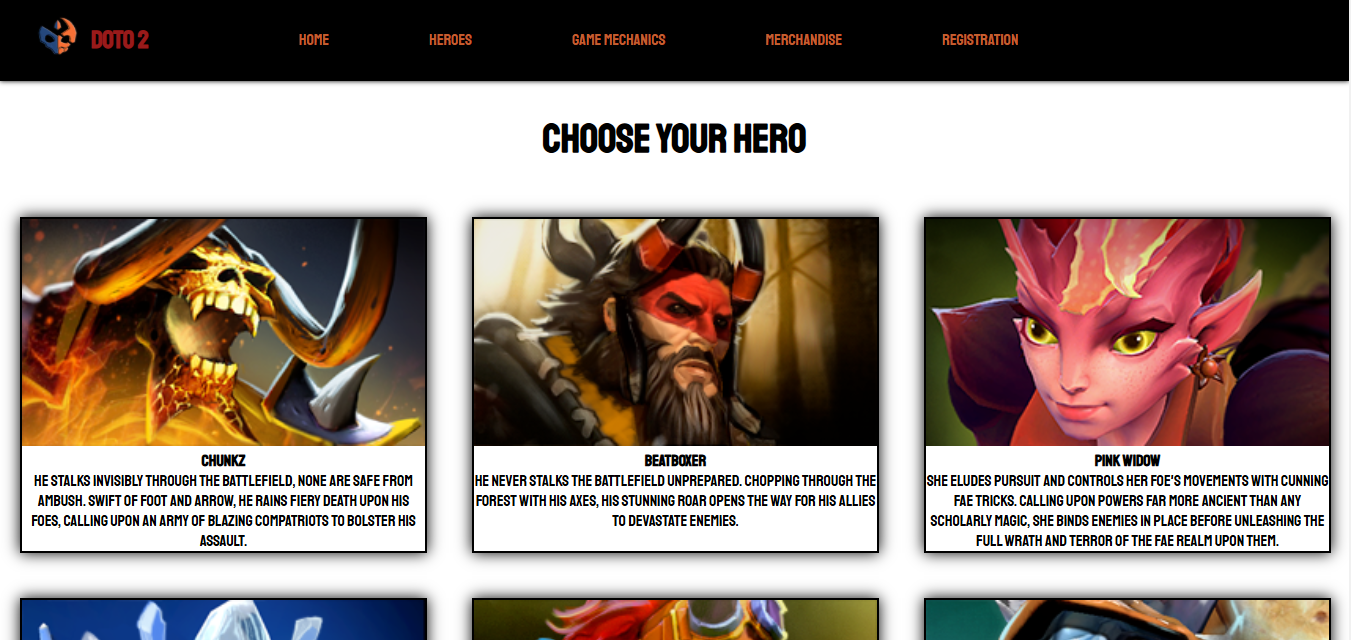 DOTO 2
HOME
HEROES
GAME MECHANICS
MERCHANDISE
REGISTRATION
CHOOSE YOUR HERO
CHUNKZ
HE STALKS INVISIBLY THROUGH THE BATTLEFIELD, NONE ARE SAFE FROM
AMBUSH. SWIFT OF FOOT AND ARROW, HE RAINS FIERY DEATH UPON HIS
FOES, CALLING UPON AN ARMY OF BLAZING COMPATRIOTS TO BOLSTER HIS
ASSAULT.
BEATBOXER
HE NEVER STALKS THE BATTLEFIELD UNPREPARED. CHOPPING THROUGH THE
FOREST WITH HIS AXES, HIS STUNNING ROAR OPENS THE WAY FOR HIS ALLIES
TO DEVASTATE ENEMIES.
PINK WIDOW
SHE ELUDES PURSUIT AND CONTROLS HER FOE'S MOVEMENTS WITH CUNNING
FAE TRICKS. CALLING UPON POWERS FAR MORE ANCIENT THAN ANY
SCHOLARLY MAGIC, SHE BINDS ENEMIES IN PLACE BEFORE UNLEASHING THE
FULL WRATH AND TERROR OF THE FAE REALM UPON THEM.